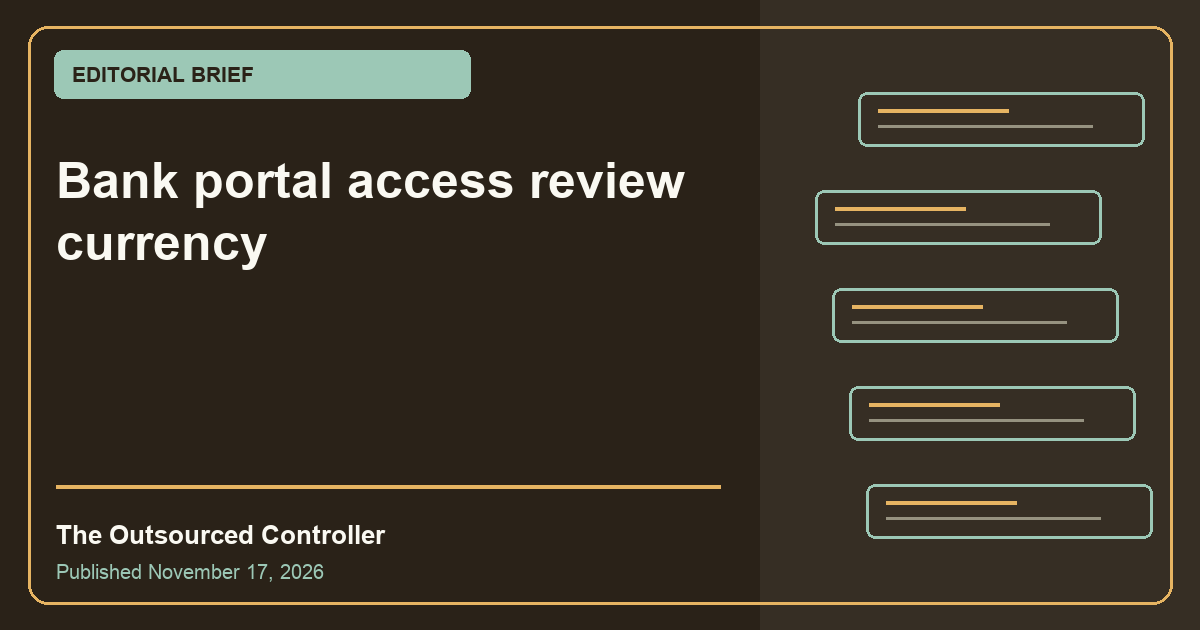 EDITORIAL BRIEF
Bank portal access review
currency
The Outsourced Controller
Published November 17, 2026